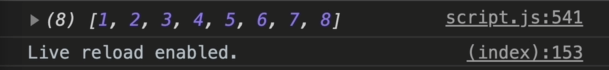 ▶ (8) [1, 2, 3, 4, 5, 6, 7, 8] script.js:541
Live reload enabled. (index):153